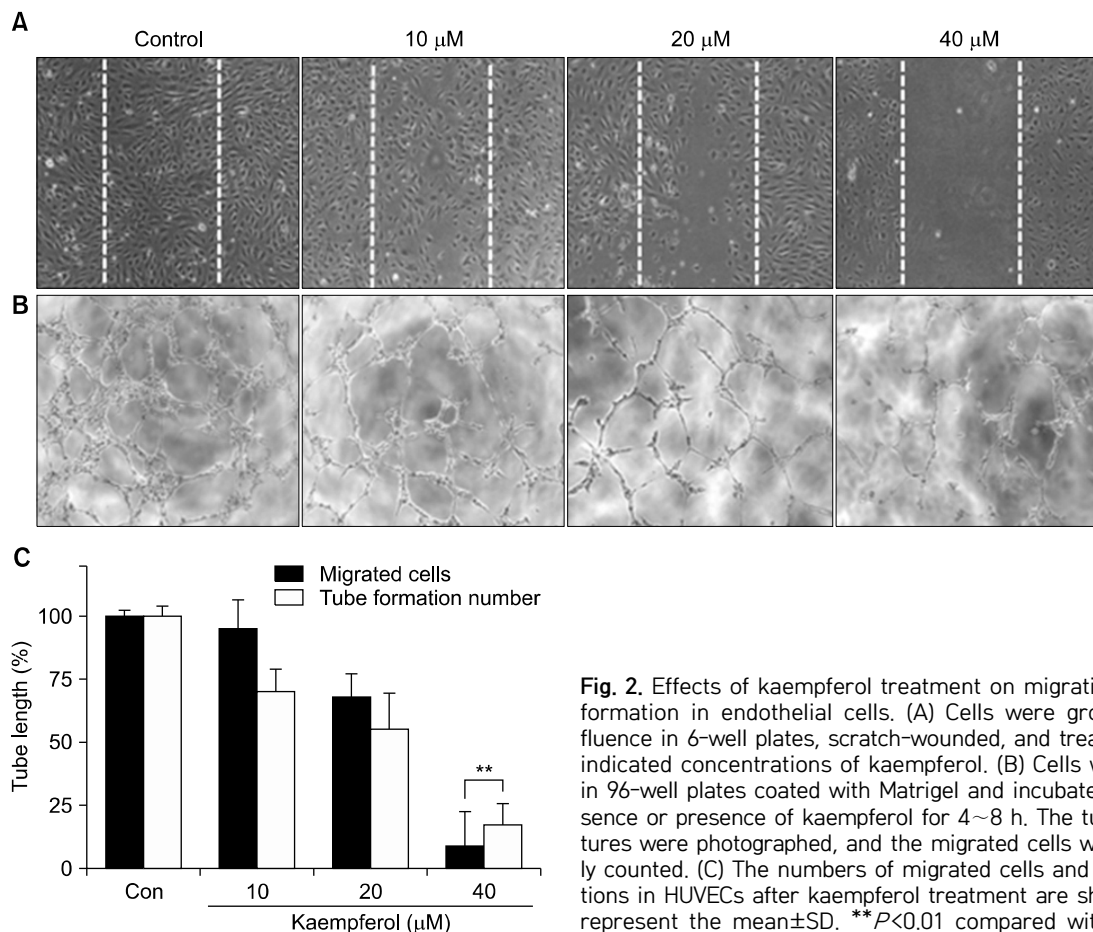 A
Control 10 μM 20 μM 40 μM
B
C
Migrated cells
Tube formation number
Tube length (%)
100
75
50
25
0
**
Con 10 20 40
Kaempferol (μM)
Fig. 2. Effects of kaempferol treatment on migrati
formation in endothelial cells. (A) Cells were gro
fluence in 6-well plates, scratch-wounded, and trea
indicated concentrations of kaempferol. (B) Cells w
in 96-well plates coated with Matrigel and incubate
sence or presence of kaempferol for 4~8 h. The tu
tures were photographed, and the migrated cells w
ly counted. (C) The numbers of migrated cells and
tions in HUVECs after kaempferol treatment are sh
represent the mean±SD. **P<0.01 compared wit